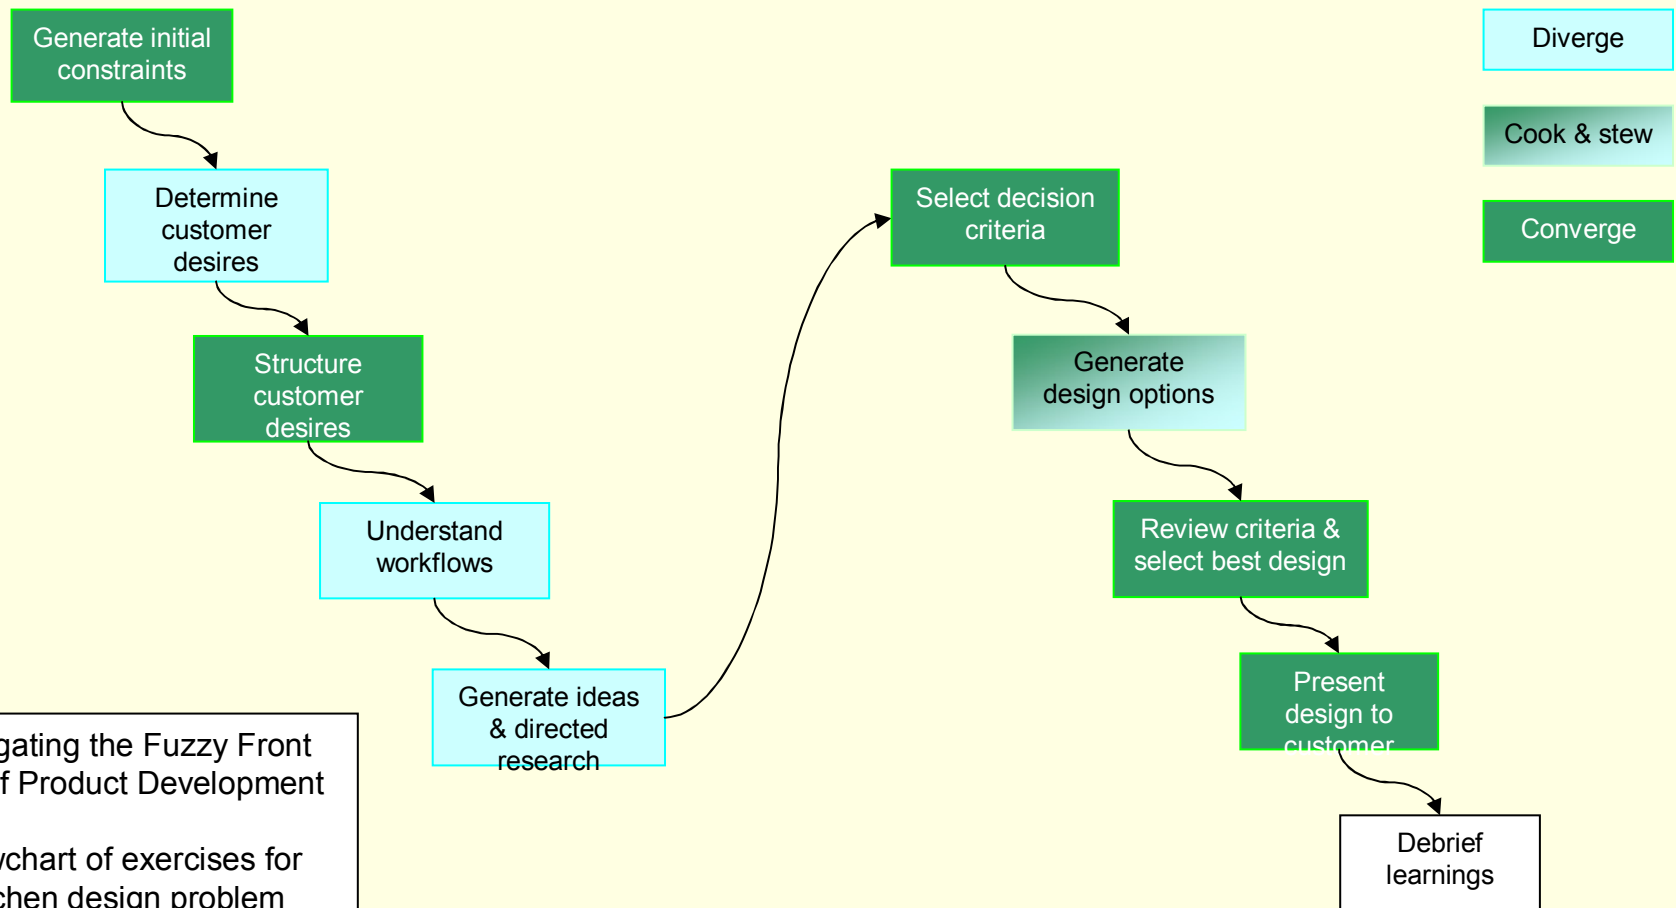 Generate initial
constraints
Determine
customer
desires
Structure
customer
desires
Understand
workflows
Generate ideas
& directed
research
Select decision
criteria
Generate
design options
Review criteria &
select best design
Present
design to
customer
Debrief
learnings
Diverge
Cook & stew
Converge
gating the Fuzzy Front
f Product Development
vchart of exercises for
chen design problem